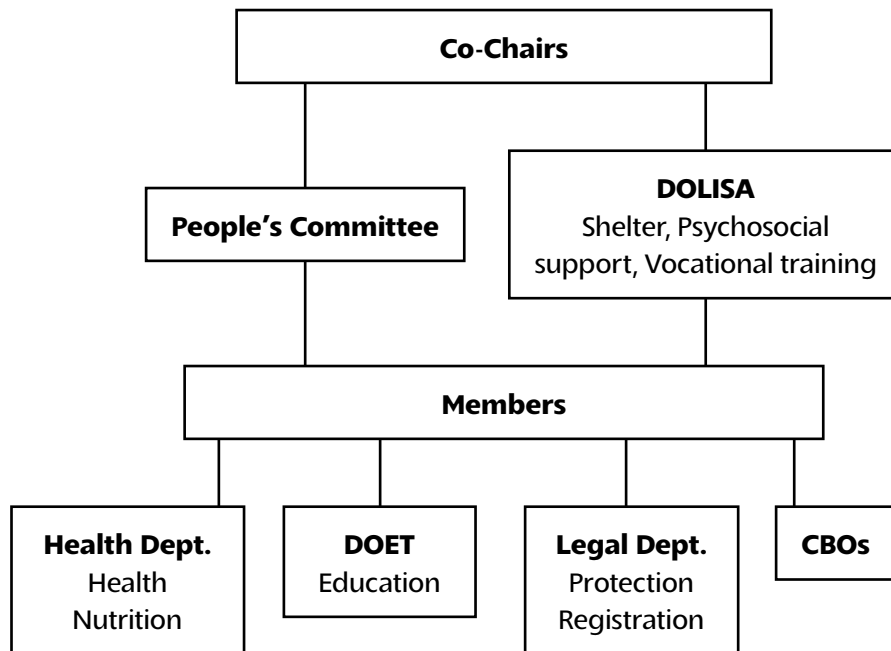 Co-Chairs
People’s Committee
DOLISA
Shelter, Psychosocial
support, Vocational training
Members
Health Dept.
Health
Nutrition
DOET
Education
Legal Dept.
Protection
Registration
CBOs